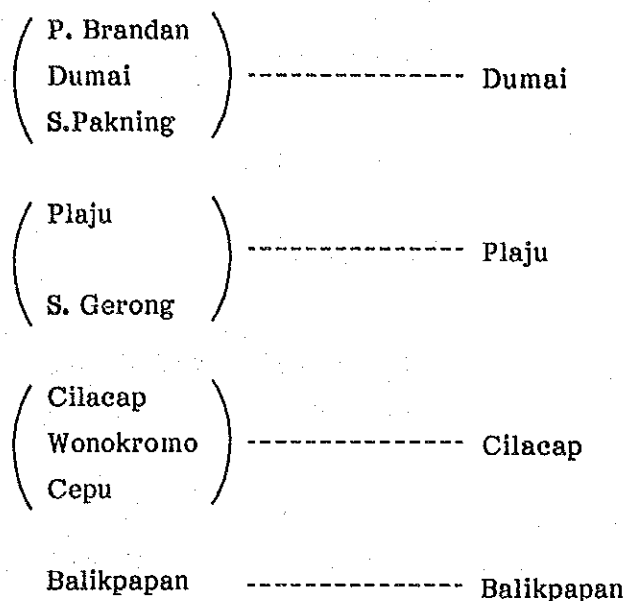 P. Brandan
Dumai -------------- Dumai
S.Pakning
Plaju
-------------- Plaju
S. Gerong
Cilacap
Wonokromo -------------- Cilacap
Cepu
Balikpapan -------------- Balikpapan